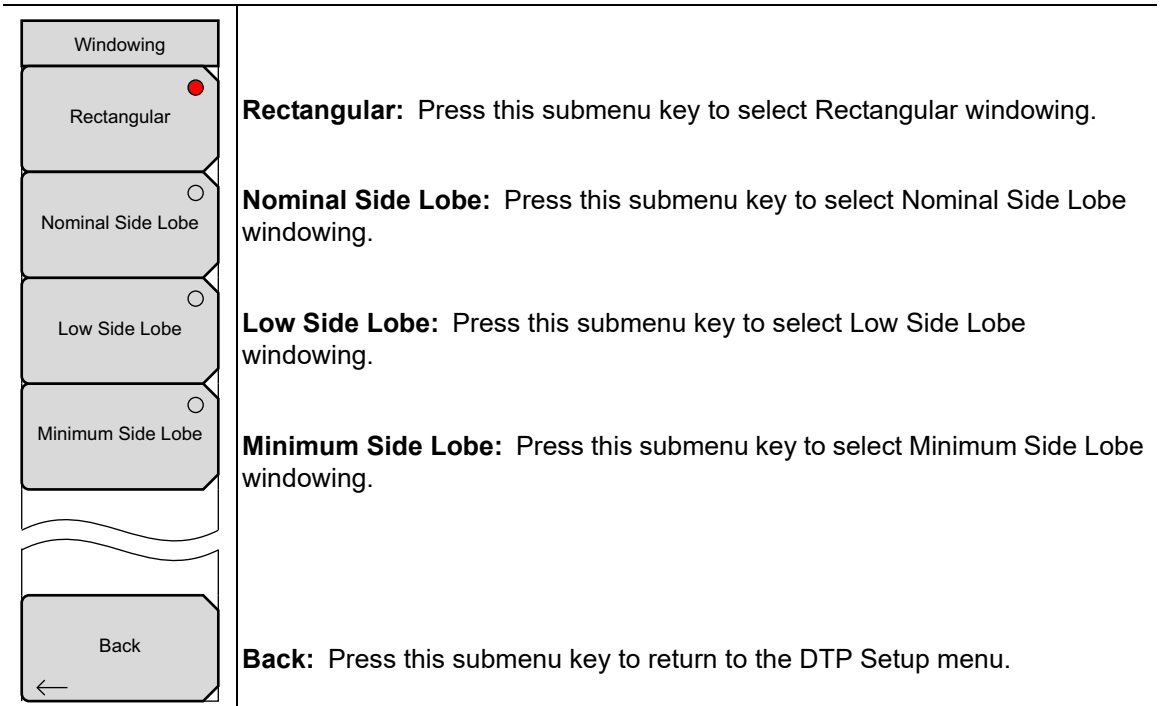 Windowing
Rectangular
Rectangular: Press this submenu key to select Rectangular windowing.
Nominal Side Lobe
Nominal Side Lobe: Press this submenu key to select Nominal Side Lobe
windowing.
Low Side Lobe
Low Side Lobe: Press this submenu key to select Low Side Lobe
windowing.
Minimum Side Lobe
Minimum Side Lobe: Press this submenu key to select Minimum Side Lobe
windowing.
Back
Back: Press this submenu key to return to the DTP Setup menu.